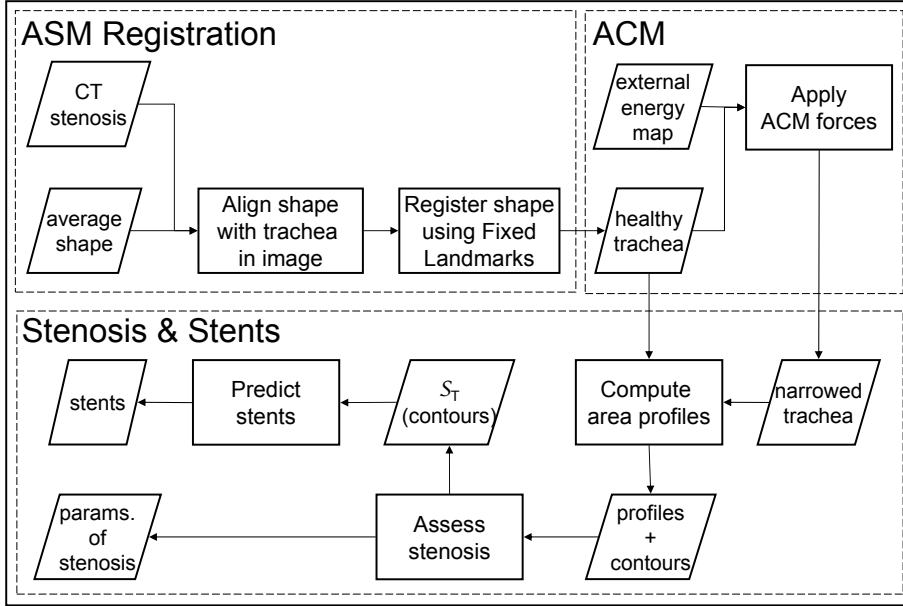 ASM Registration
CT
stenosis
average
shape
Align shape
with trachea
in image
Register shape
using Fixed
Landmarks
ACM
external
energy
map
Apply
ACM forces
healthy
trachea
Stenosis & Stents
stents
Predict
stents
S_T
(contours)
Compute
area profiles
narrowed
trachea
params.
of
stenosis
Assess
stenosis
profiles
+
contours